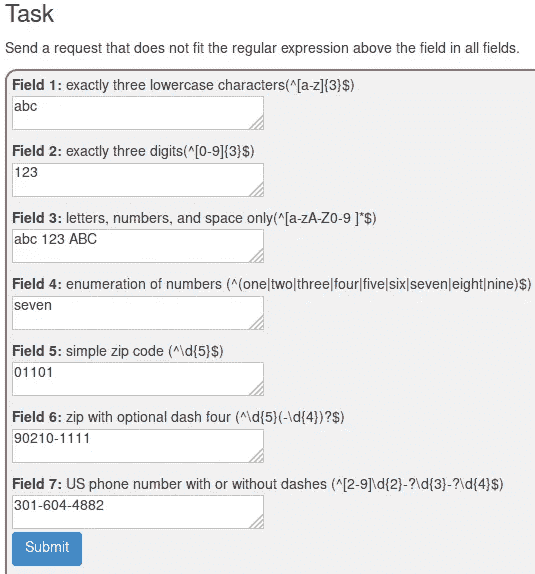 Task
Send a request that does not fit the regular expression above the field in all fields.
Field 1: exactly three lowercase characters(^[a-z]{3}$)
abc
Field 2: exactly three digits(^[0-9]{3}$)
123
Field 3: letters, numbers, and space only(^[a-zA-Z0-9 ]*$)
abc 123 ABC
Field 4: enumeration of numbers (^(one|two|three|four|five|six|seven|eight|nine)$)
seven
Field 5: simple zip code (^\d{5}$)
01101
Field 6: zip with optional dash four (^\d{5}(-\d{4})?$)
90210-1111
Field 7: US phone number with or without dashes (^[2-9]\d{2}-?\d{3}-?\d{4}$)
301-604-4882
Submit